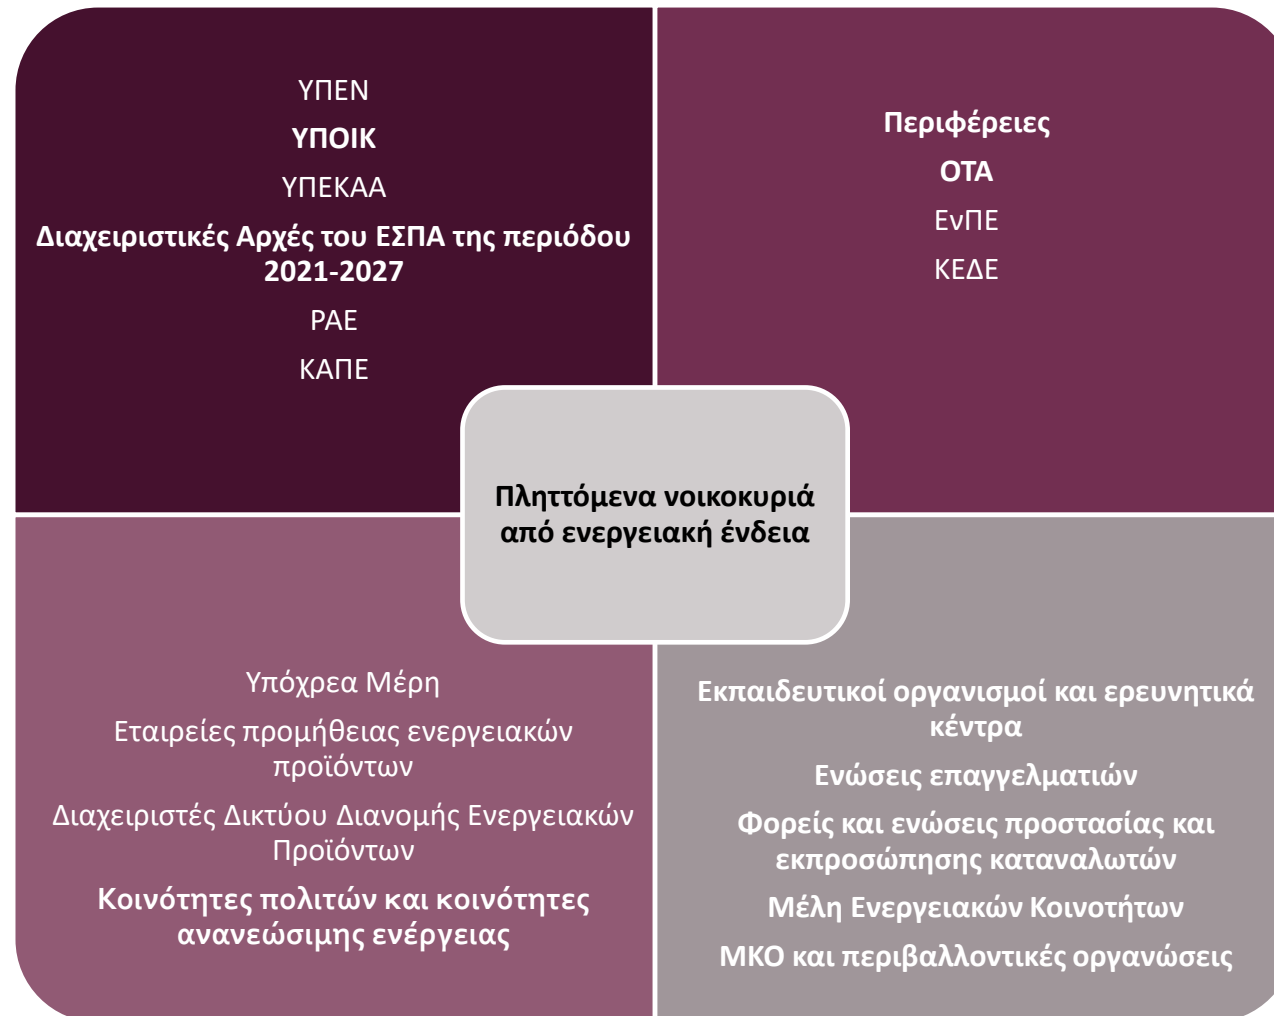 ΥΠΕΝ
ΥΠΟΙΚ
ΥΠΕΚΑΑ
Διαχειριστικές Αρχές του ΕΣΠΑ της περιόδου
2021-2027
ΡΑΕ
ΚΑΠΕ
Περιφέρειες
ΟΤΑ
ΕνΠΕ
ΚΕΔΕ
Πληττόμενα νοικοκυριά
από ενεργειακή ένδεια
Υπόχρεα Μέρη
Εταιρείες προμήθειας ενεργειακών
προϊόντων
Διαχειριστές Δικτύου Διανομής Ενεργειακών
Προϊόντων
Κοινότητες πολιτών και κοινότητες
ανανεώσιμης ενέργειας
Εκπαιδευτικοί οργανισμοί και ερευνητικά
κέντρα
Ενώσεις επαγγελματιών
Φορείς και ενώσεις προστασίας και
εκπροσώπησης καταναλωτών
Μέλη Ενεργειακών Κοινοτήτων
ΜΚΟ και περιβαλλοντικές οργανώσεις